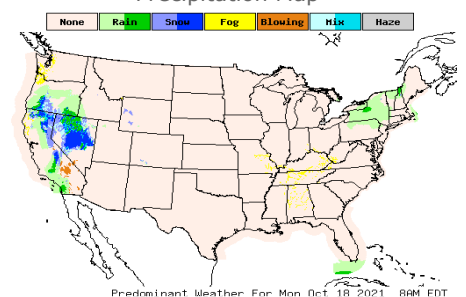 Precipitation Map
None Rain Snow Fog Blowing Mix Haze
Predominant Weather For Mon Oct 18 2021 8AM EDT